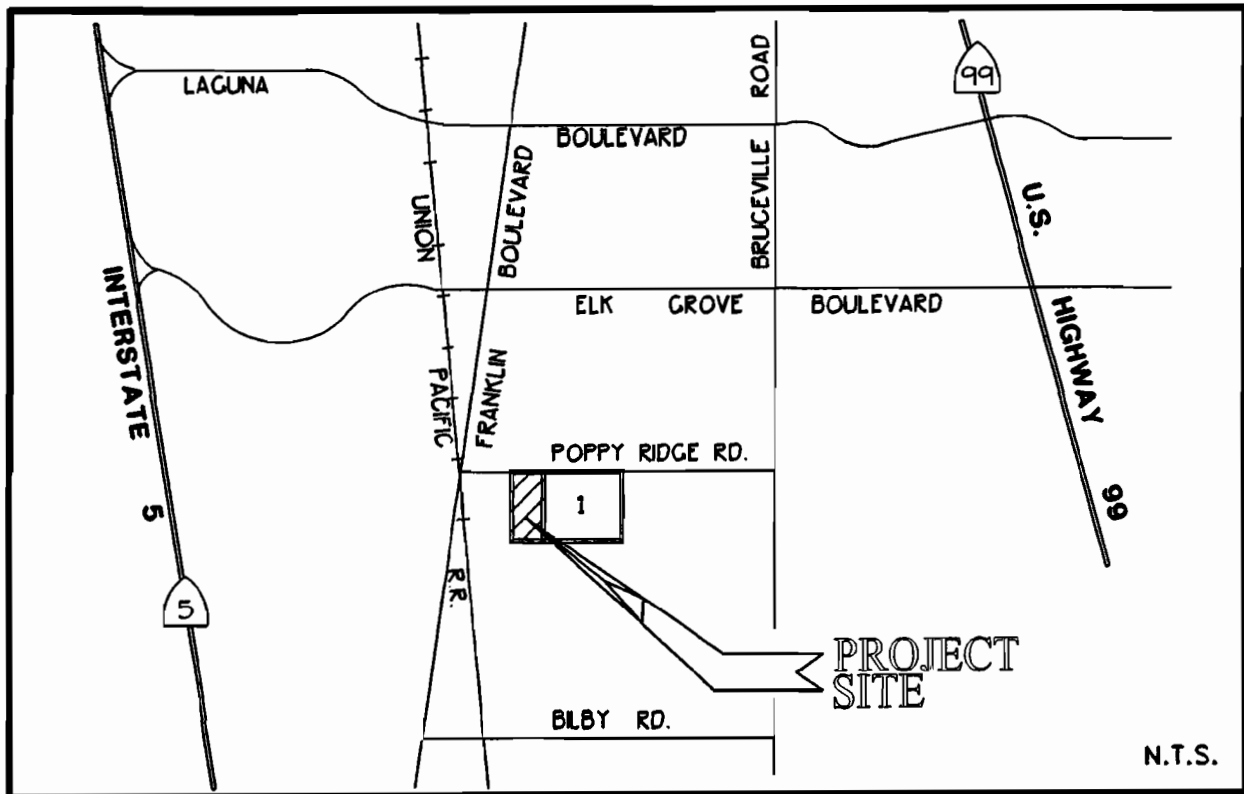 LAGUNA
BOULEVARD
ROAD
BRUCEVILLE
99
U.S.
HIGHWAY
99
UNION
PACIFIC
R.R.
BOULEVARD
FRANKLIN
INTERSTATE
5
5
ELK GROVE BOULEVARD
POPPY RIDGE RD.
1
PROJECT
SITE
BILBY RD.
N.T.S.